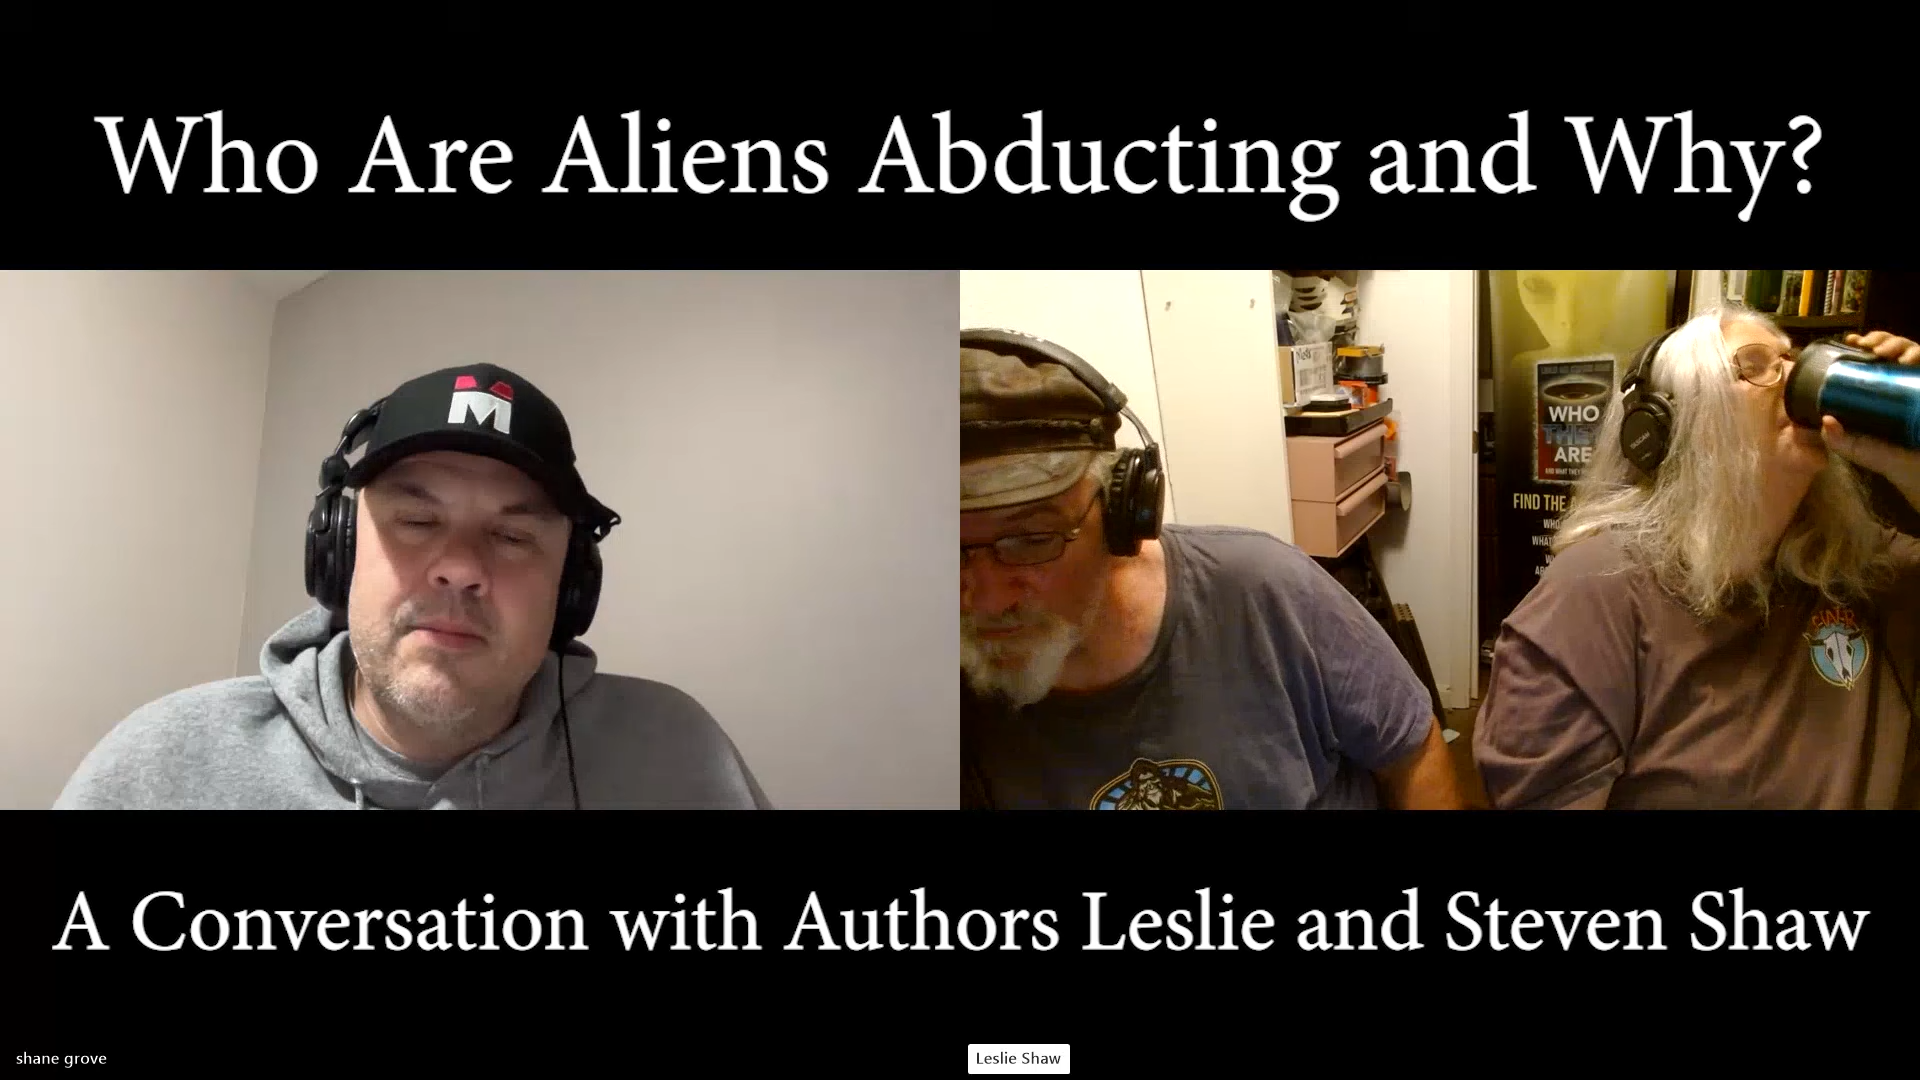 Who Are Aliens Abducting and Why?
M
WHO
THEY
ARE
FIND THE
A Conversation with Authors Leslie and Steven Shaw
shane grove
Leslie Shaw